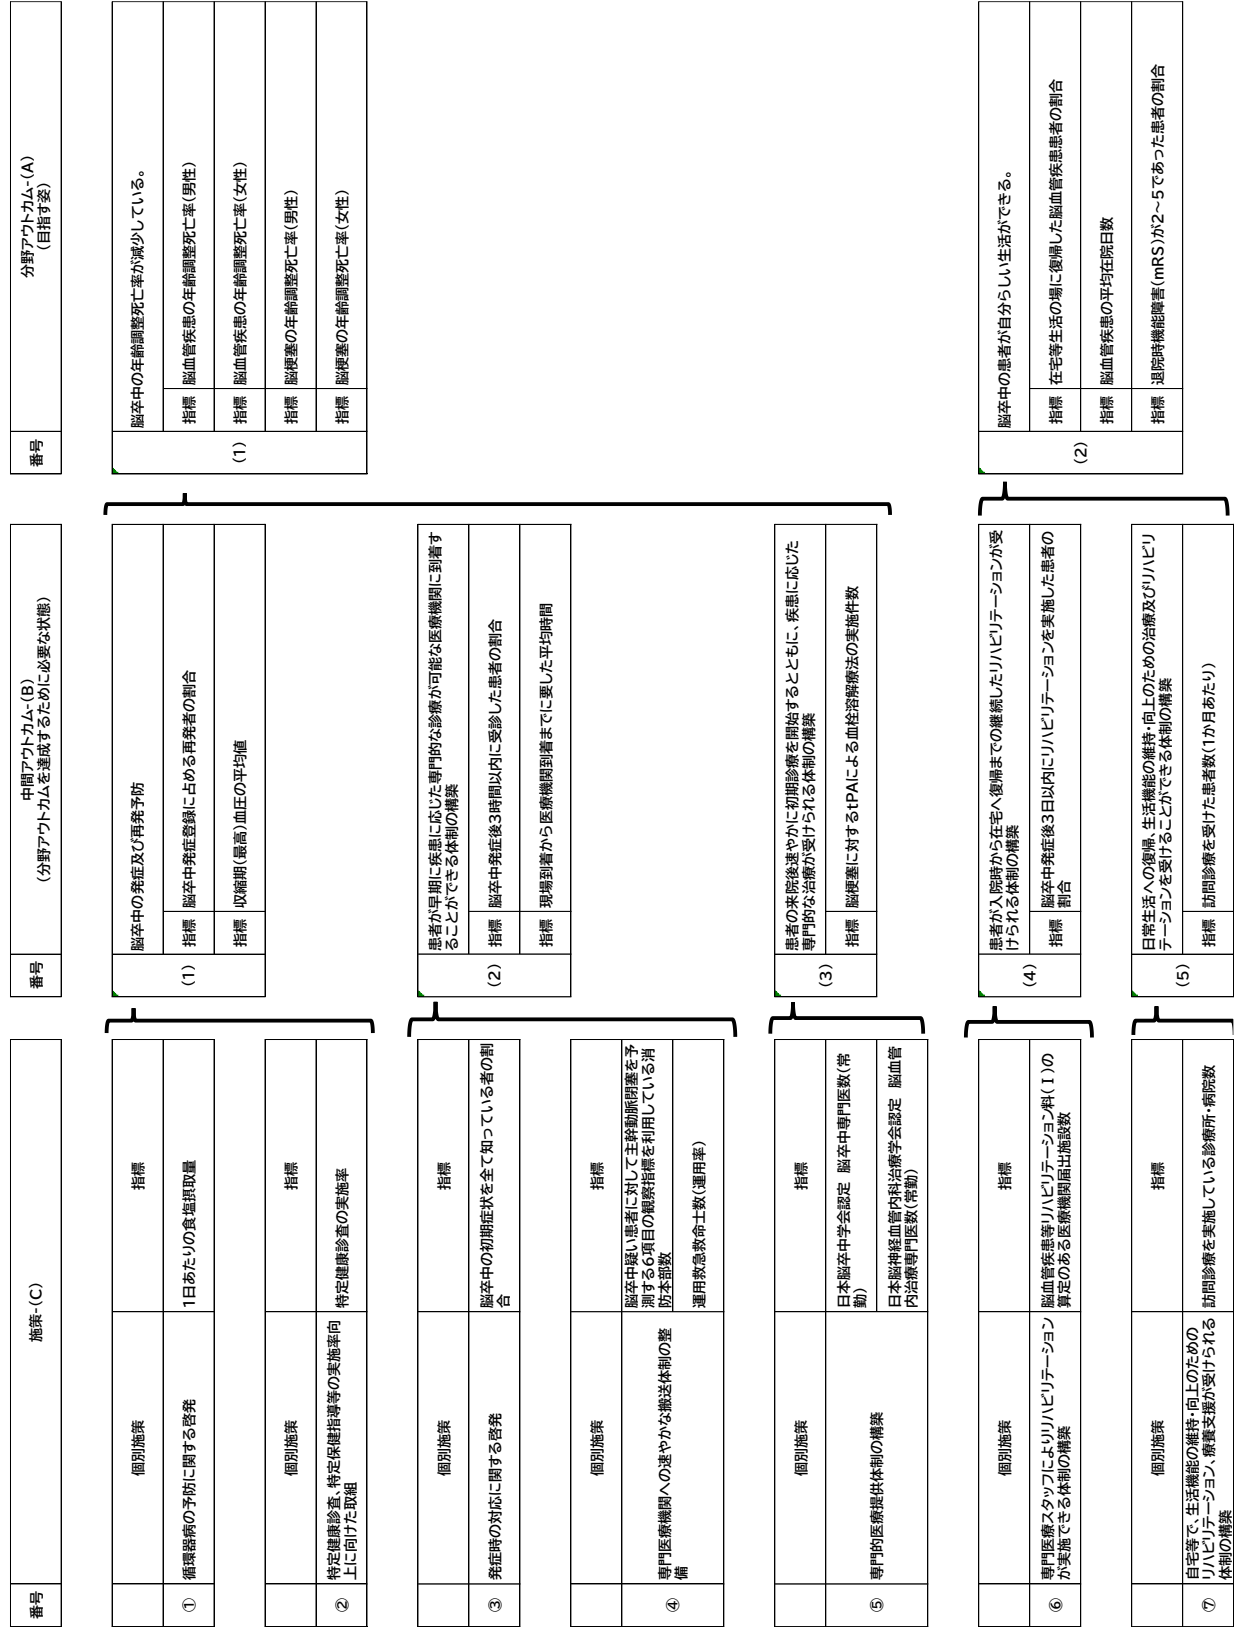 番号
施策-(C)
番号
中間アウトカム-(B)
(分野アウトカムを達成するために必要な状態)
番号
分野アウトカム-(A)
(目指す姿)
個別施策
指標
①
循環器病の予防に関する啓発
1日あたりの食塩摂取量
個別施策
指標
②
特定健康診査、特定保健指導等の実施率向
上に向けた取組
特定健康診査の実施率
(1)
脳卒中の発症及び再発予防
指標
脳卒中発症登録に占める再発者の割合
指標
収縮期(最高)血圧の平均値
(1)
脳卒中の年齢調整死亡率が減少している。
指標
脳血管疾患の年齢調整死亡率(男性)
指標
脳血管疾患の年齢調整死亡率(女性)
指標
脳梗塞の年齢調整死亡率(男性)
指標
脳梗塞の年齢調整死亡率(女性)
個別施策
指標
③
発症時の対応に関する啓発
脳卒中の初期症状を全て知っている者の割
合
個別施策
指標
④
専門医療機関への速やかな搬送体制の整
備
脳卒中疑い患者に対して主幹動脈閉塞を予
測する6項目の観察指標を利用している消
防本部数
運用救急救命士数(運用率)
(2)
患者が早期に疾患に応じた専門的な診療が可能な医療機関に到着す
ることができる体制の構築
指標
脳卒中発症後3時間以内に受診した患者の割合
指標
現場到着から医療機関到着までに要した平均時間
個別施策
指標
⑤
専門的医療提供体制の構築
日本脳卒中学会認定 脳卒中専門医数(常
勤)
日本脳神経血管内科治療学会認定 脳血管
内治療専門医数(常勤)
(3)
患者の来院後速やかに初期診療を開始するとともに、疾患に応じた
専門的な治療が受けられる体制の構築
指標
脳梗塞に対するtPAによる血栓溶解療法の実施件数
個別施策
指標
⑥
専門医療スタッフによりリハビリテーション
が実施できる体制の構築
脳血管疾患等リハビリテーション料(Ⅰ)の
算定のある医療機関届出施設数
(4)
患者が入院時から在宅へ復帰までの継続したリハビリテーションが受
けられる体制の構築
指標
脳卒中発症後3日以内にリハビリテーションを実施した患者の
割合
(2)
脳卒中の患者が自分らしい生活ができる。
指標
在宅等生活の場に復帰した脳血管疾患患者の割合
指標
脳血管疾患の平均在院日数
指標
退院時機能障害(mRS)が2～5であった患者の割合
個別施策
指標
⑦
自宅等で、生活機能の維持・向上のための
リハビリテーション、療養支援が受けられる
体制の構築
訪問診療を実施している診療所・病院数
(5)
日常生活への復帰、生活機能の維持・向上のための治療及びリハビリ
テーションを受けることができる体制の構築
指標
訪問診療を受けた患者数(1か月あたり)